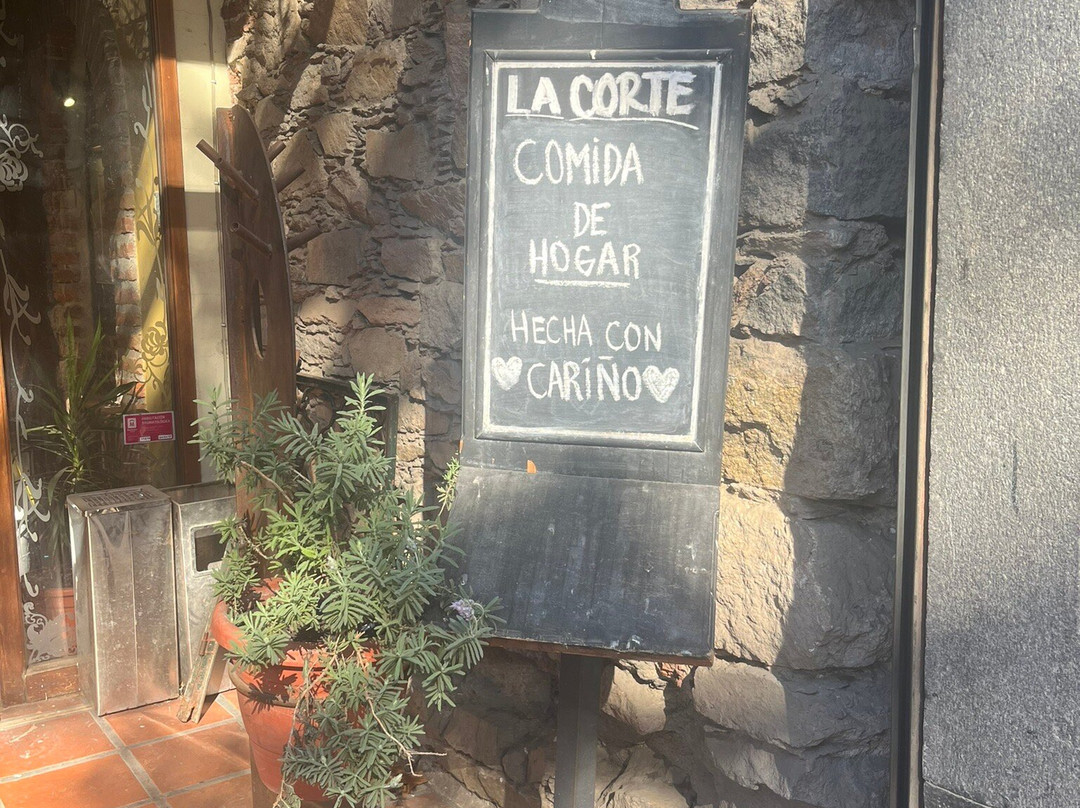 LA CORTE
COMiDA
DE
HOGAR
HECHA CON
CARiÑO